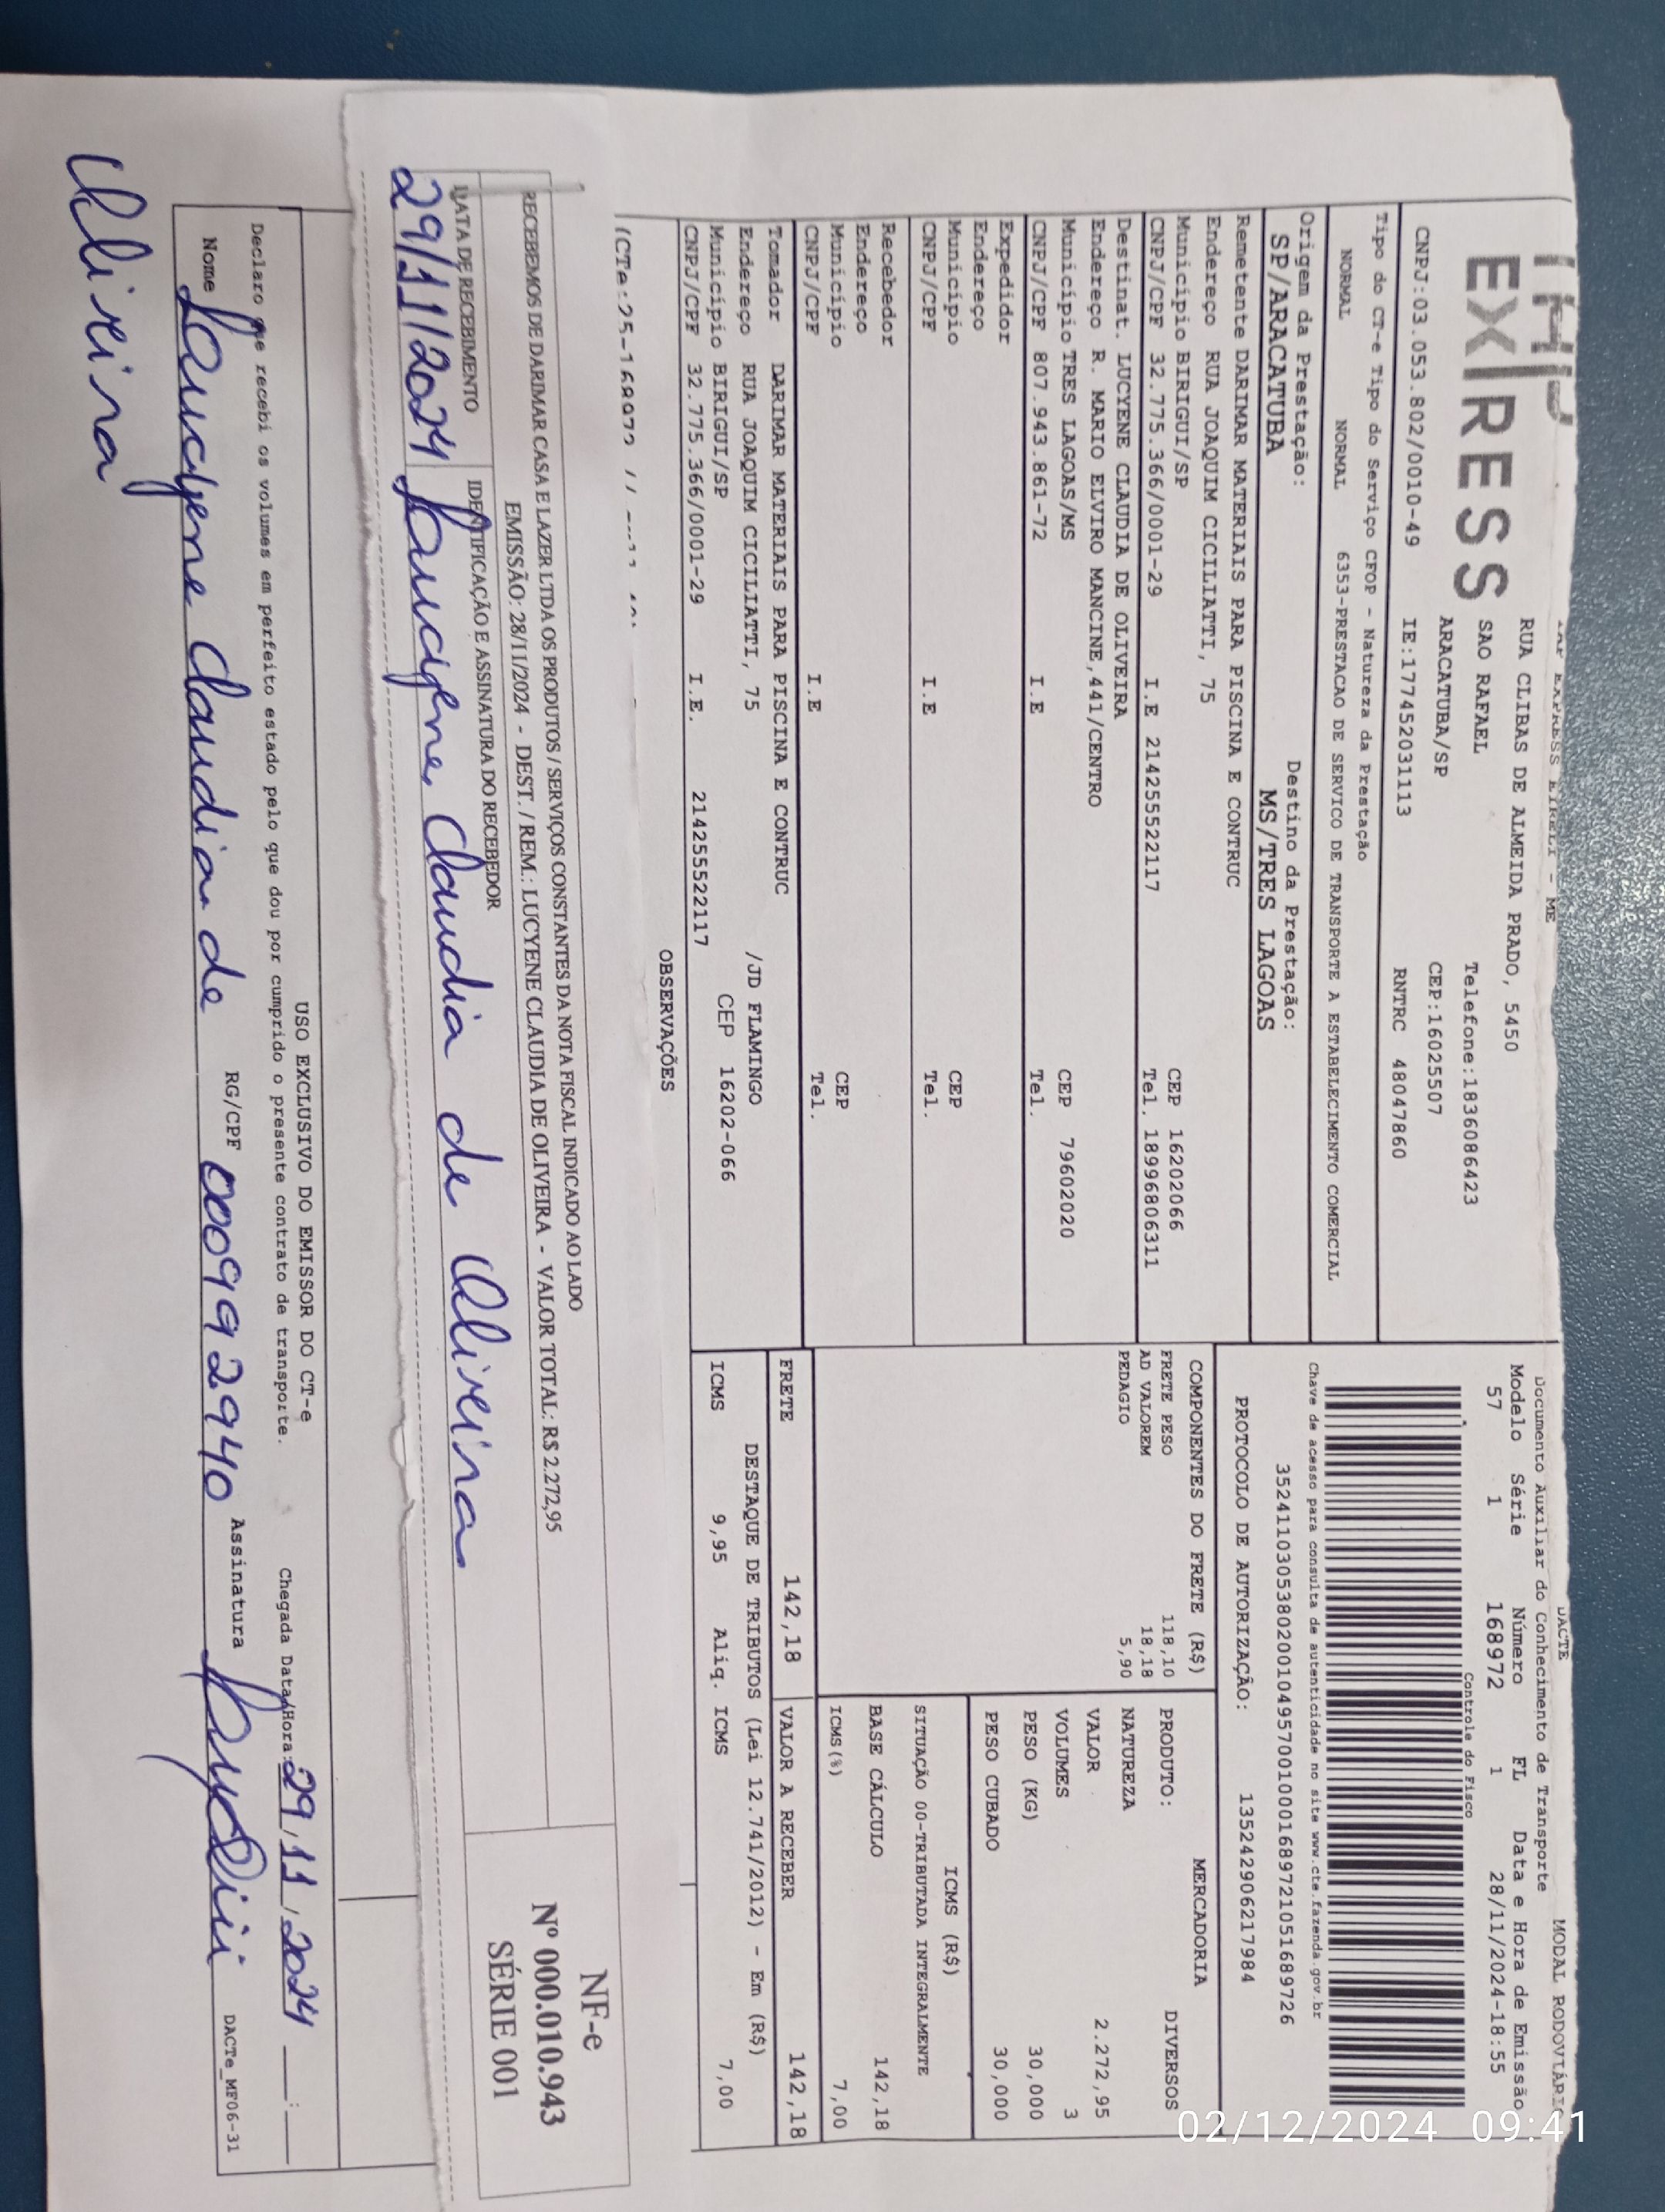 EXPRESS
EXPRESS EIRELI - ME
RUA CLIBAS DE ALMEIDA PRADO, 5450
SAO RAFAEL
Telefone:1836086423
ARACATUBA/SP
CEP:16025507
CNPJ:03.053.802/0010-49 IE:177452031113 RNTRC 48047860
Tipo do CT-e Tipo do Serviço CFOP - Natureza da Prestação
NORMAL NORMAL 6353-PRESTACAO DE SERVICO DE TRANSPORTE A ESTABELECIMENTO COMERCIAL
Origem da Prestação: Destino da Prestação:
SP/ARACATUBA MS/TRES LAGOAS
Remetente DARIMAR MATERIAIS PARA PISCINA E CONTRUC
Endereço RUA JOAQUIM CICILIATTI, 75
Município BIRIGUI/SP CEP 16202066
CNPJ/CPF 32.775.366/0001-29 I.E 214255522117 Tel. 18996806311
Destinat. LUCYENE CLAUDIA DE OLIVEIRA
Endereço R. MARIO ELVIRO MANCINE,441/CENTRO
Município TRES LAGOAS/MS CEP 79602020
CNPJ/CPF 807.943.861-72 I.E Tel.
Expedidor
Endereço
Município CEP
CNPJ/CPF I.E Tel.
Recebedor
Endereço
Município CEP
CNPJ/CPF I.E Tel.
Tomador DARIMAR MATERIAIS PARA PISCINA E CONTRUC
Endereço RUA JOAQUIM CICILIATTI, 75 /JD FLAMINGO
Município BIRIGUI/SP CEP 16202-066
CNPJ/CPF 32.775.366/0001-29 I.E. 214255522117
OBSERVAÇÕES
(CTe:25-168972
DACTE MODAL RODOVIÁRIO
Documento Auxiliar do Conhecimento de Transporte
Modelo Série Número FL Data e Hora de Emissão
57 1 168972 1 28/11/2024-18:55
Controle do Fisco
Chave de acesso para consulta de autenticidade no site www.cte.fazenda.gov.br
35241103053802001049570010001689721051689726
PROTOCOLO DE AUTORIZAÇÃO: 135242906217984
COMPONENTES DO FRETE (R$)
FRETE PESO 118,10
AD VALOREM 18,18
PEDAGIO 5,90
MERCADORIA
PRODUTO: DIVERSOS
NATUREZA
VALOR 2.272,95
VOLUMES 3
PESO (KG) 30,000
PESO CUBADO 30,000
ICMS (R$)
SITUAÇÃO 00-TRIBUTADA INTEGRALMENTE
BASE CÁLCULO 142,18
ICMS(%) 7,00
FRETE 142,18 VALOR A RECEBER 142,18
DESTAQUE DE TRIBUTOS (Lei 12.741/2012) - Em (R$)
ICMS 9,95 Aliq. ICMS 7,00
RECEBEMOS DE DARIMAR CASA E LAZER LTDA OS PRODUTOS / SERVIÇOS CONSTANTES DA NOTA FISCAL INDICADO AO LADO
EMISSÃO: 28/11/2024 - DEST. / REM.: LUCYENE CLAUDIA DE OLIVEIRA - VALOR TOTAL: R$ 2.272,95
DATA DE RECEBIMENTO IDENTIFICAÇÃO E ASSINATURA DO RECEBEDOR
29/11/2024 Lucyene Claudia de Oliveira
NF-e
Nº 000.010.943
SÉRIE 001
USO EXCLUSIVO DO EMISSOR DO CT-e
Declaro que recebi os volumes em perfeito estado pelo que dou por cumprido o presente contrato de transporte. Chegada Data/Hora: 29/11/2024 :
Nome Lucyene Claudia de RG/CPF 000992940 Assinatura
Oliveira
DACTe_MF06-31
02/12/2024 09:41